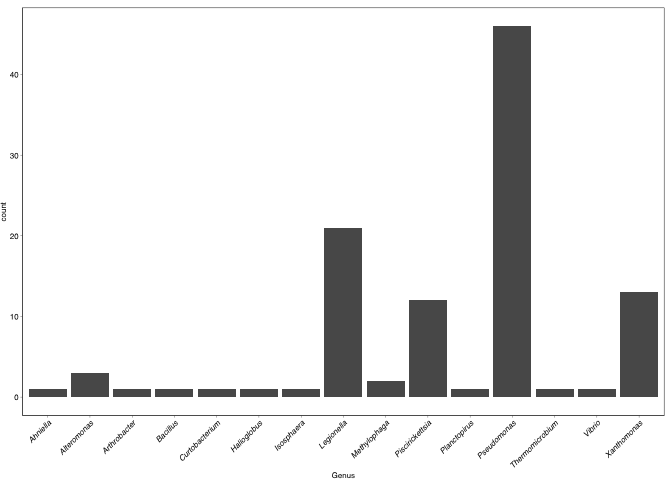 count
40
30
20
10
0
Ahniella
Alteromonas
Arthrobacter
Bacillus
Curtobacterium
Halioglobus
Isosphaera
Legionella
Methylophaga
Piscirickettsia
Planctopirus
Pseudomonas
Thermomicrobium
Vibrio
Xanthomonas
Genus